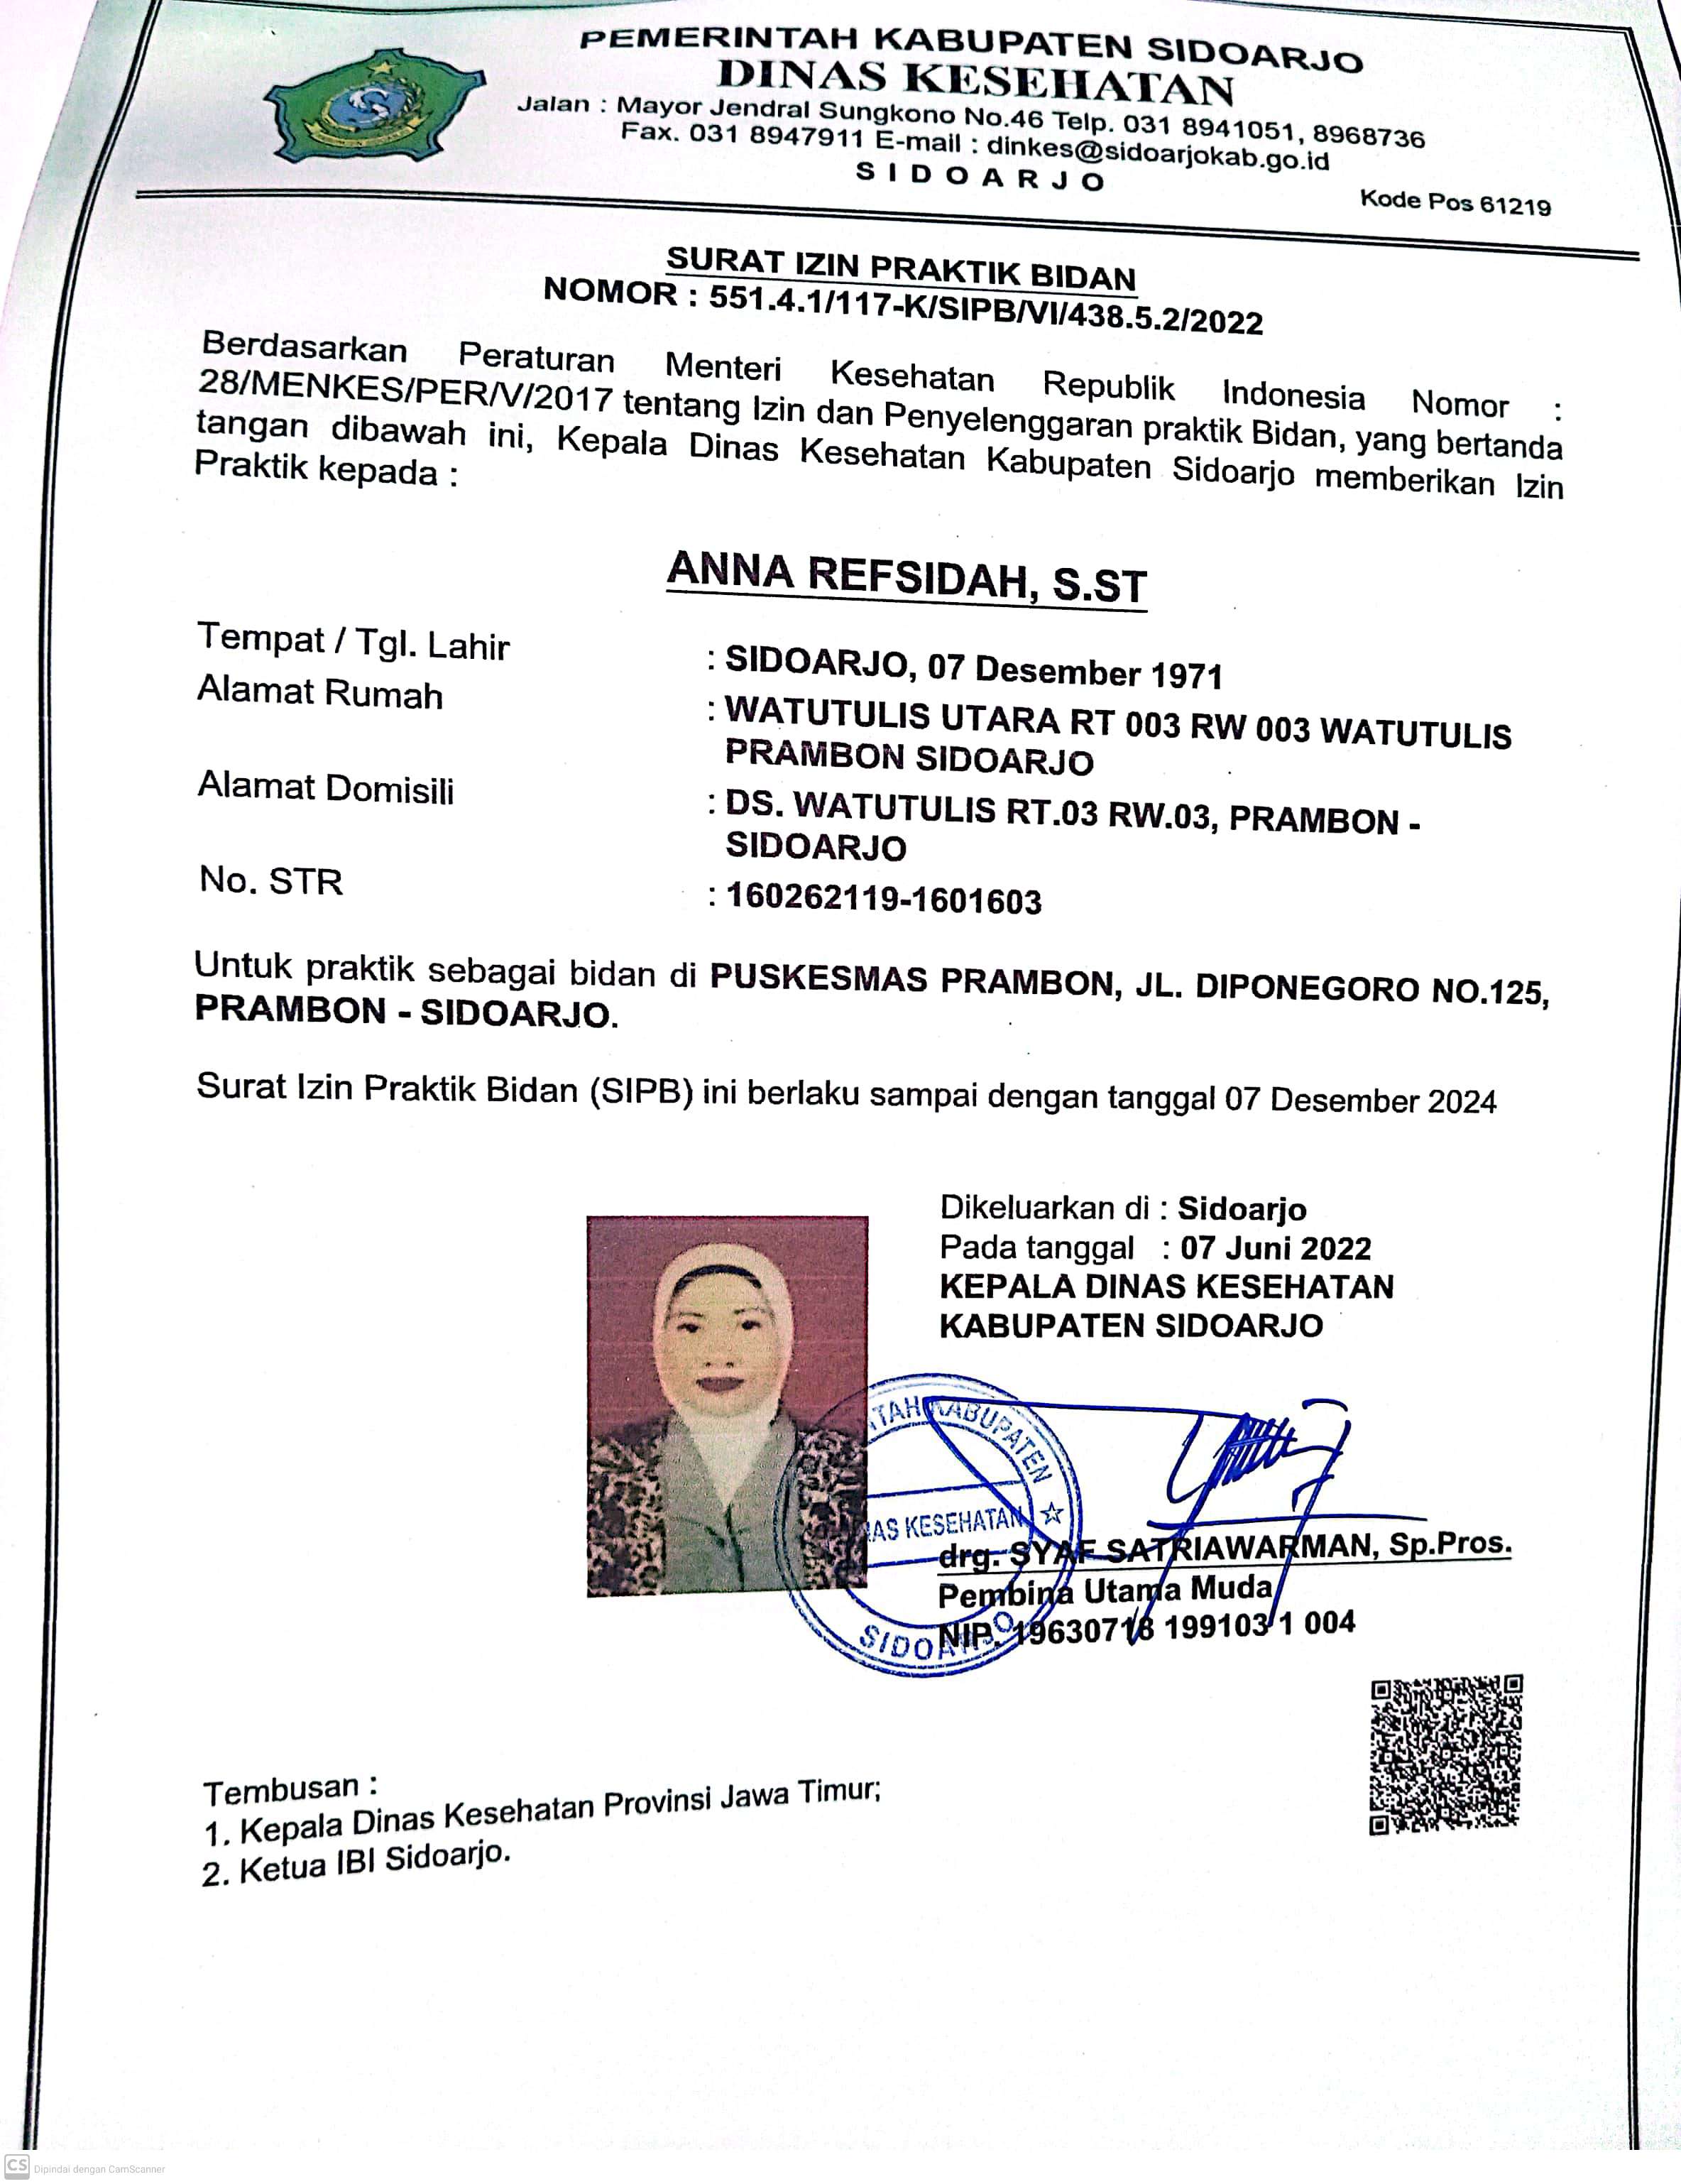 PEMERINTAH KABUPATEN SIDOARJO
DINAS KESEHATAN
Jalan : Mayor Jendral Sungkono No.46 Telp. 031 8941051, 8968736
Fax. 031 8947911 E-mail : dinkes@sidoarjokab.go.id
SIDOARJO
Kode Pos 61219
SURAT IZIN PRAKTIK BIDAN
NOMOR : 551.4.1/117-K/SIPB/VI/438.5.2/2022
Berdasarkan Peraturan Menteri Kesehatan Republik Indonesia Nomor :
28/MENKES/PER/V/2017 tentang Izin dan Penyelenggaran praktik Bidan, yang bertanda
tangan dibawah ini, Kepala Dinas Kesehatan Kabupaten Sidoarjo memberikan Izin
Praktik kepada :
ANNA REFSIDAH, S.ST
Tempat / Tgl. Lahir : SIDOARJO, 07 Desember 1971
Alamat Rumah : WATUTULIS UTARA RT 003 RW 003 WATUTULIS
PRAMBON SIDOARJO
Alamat Domisili : DS. WATUTULIS RT.03 RW.03, PRAMBON -
SIDOARJO
No. STR : 160262119-1601603
Untuk praktik sebagai bidan di PUSKESMAS PRAMBON, JL. DIPONEGORO NO.125,
PRAMBON - SIDOARJO.
Surat Izin Praktik Bidan (SIPB) ini berlaku sampai dengan tanggal 07 Desember 2024
Dikeluarkan di : Sidoarjo
Pada tanggal : 07 Juni 2022
KEPALA DINAS KESEHATAN
KABUPATEN SIDOARJO
TAH KABUPATEN
NAS KESEHATAN
SIDOARJO
drg. SYAF SATRIAWARMAN, Sp.Pros.
Pembina Utama Muda
NIP. 19630718 199103 1 004
Tembusan :
1. Kepala Dinas Kesehatan Provinsi Jawa Timur;
2. Ketua IBI Sidoarjo.
CS Dipindai dengan CamScanner